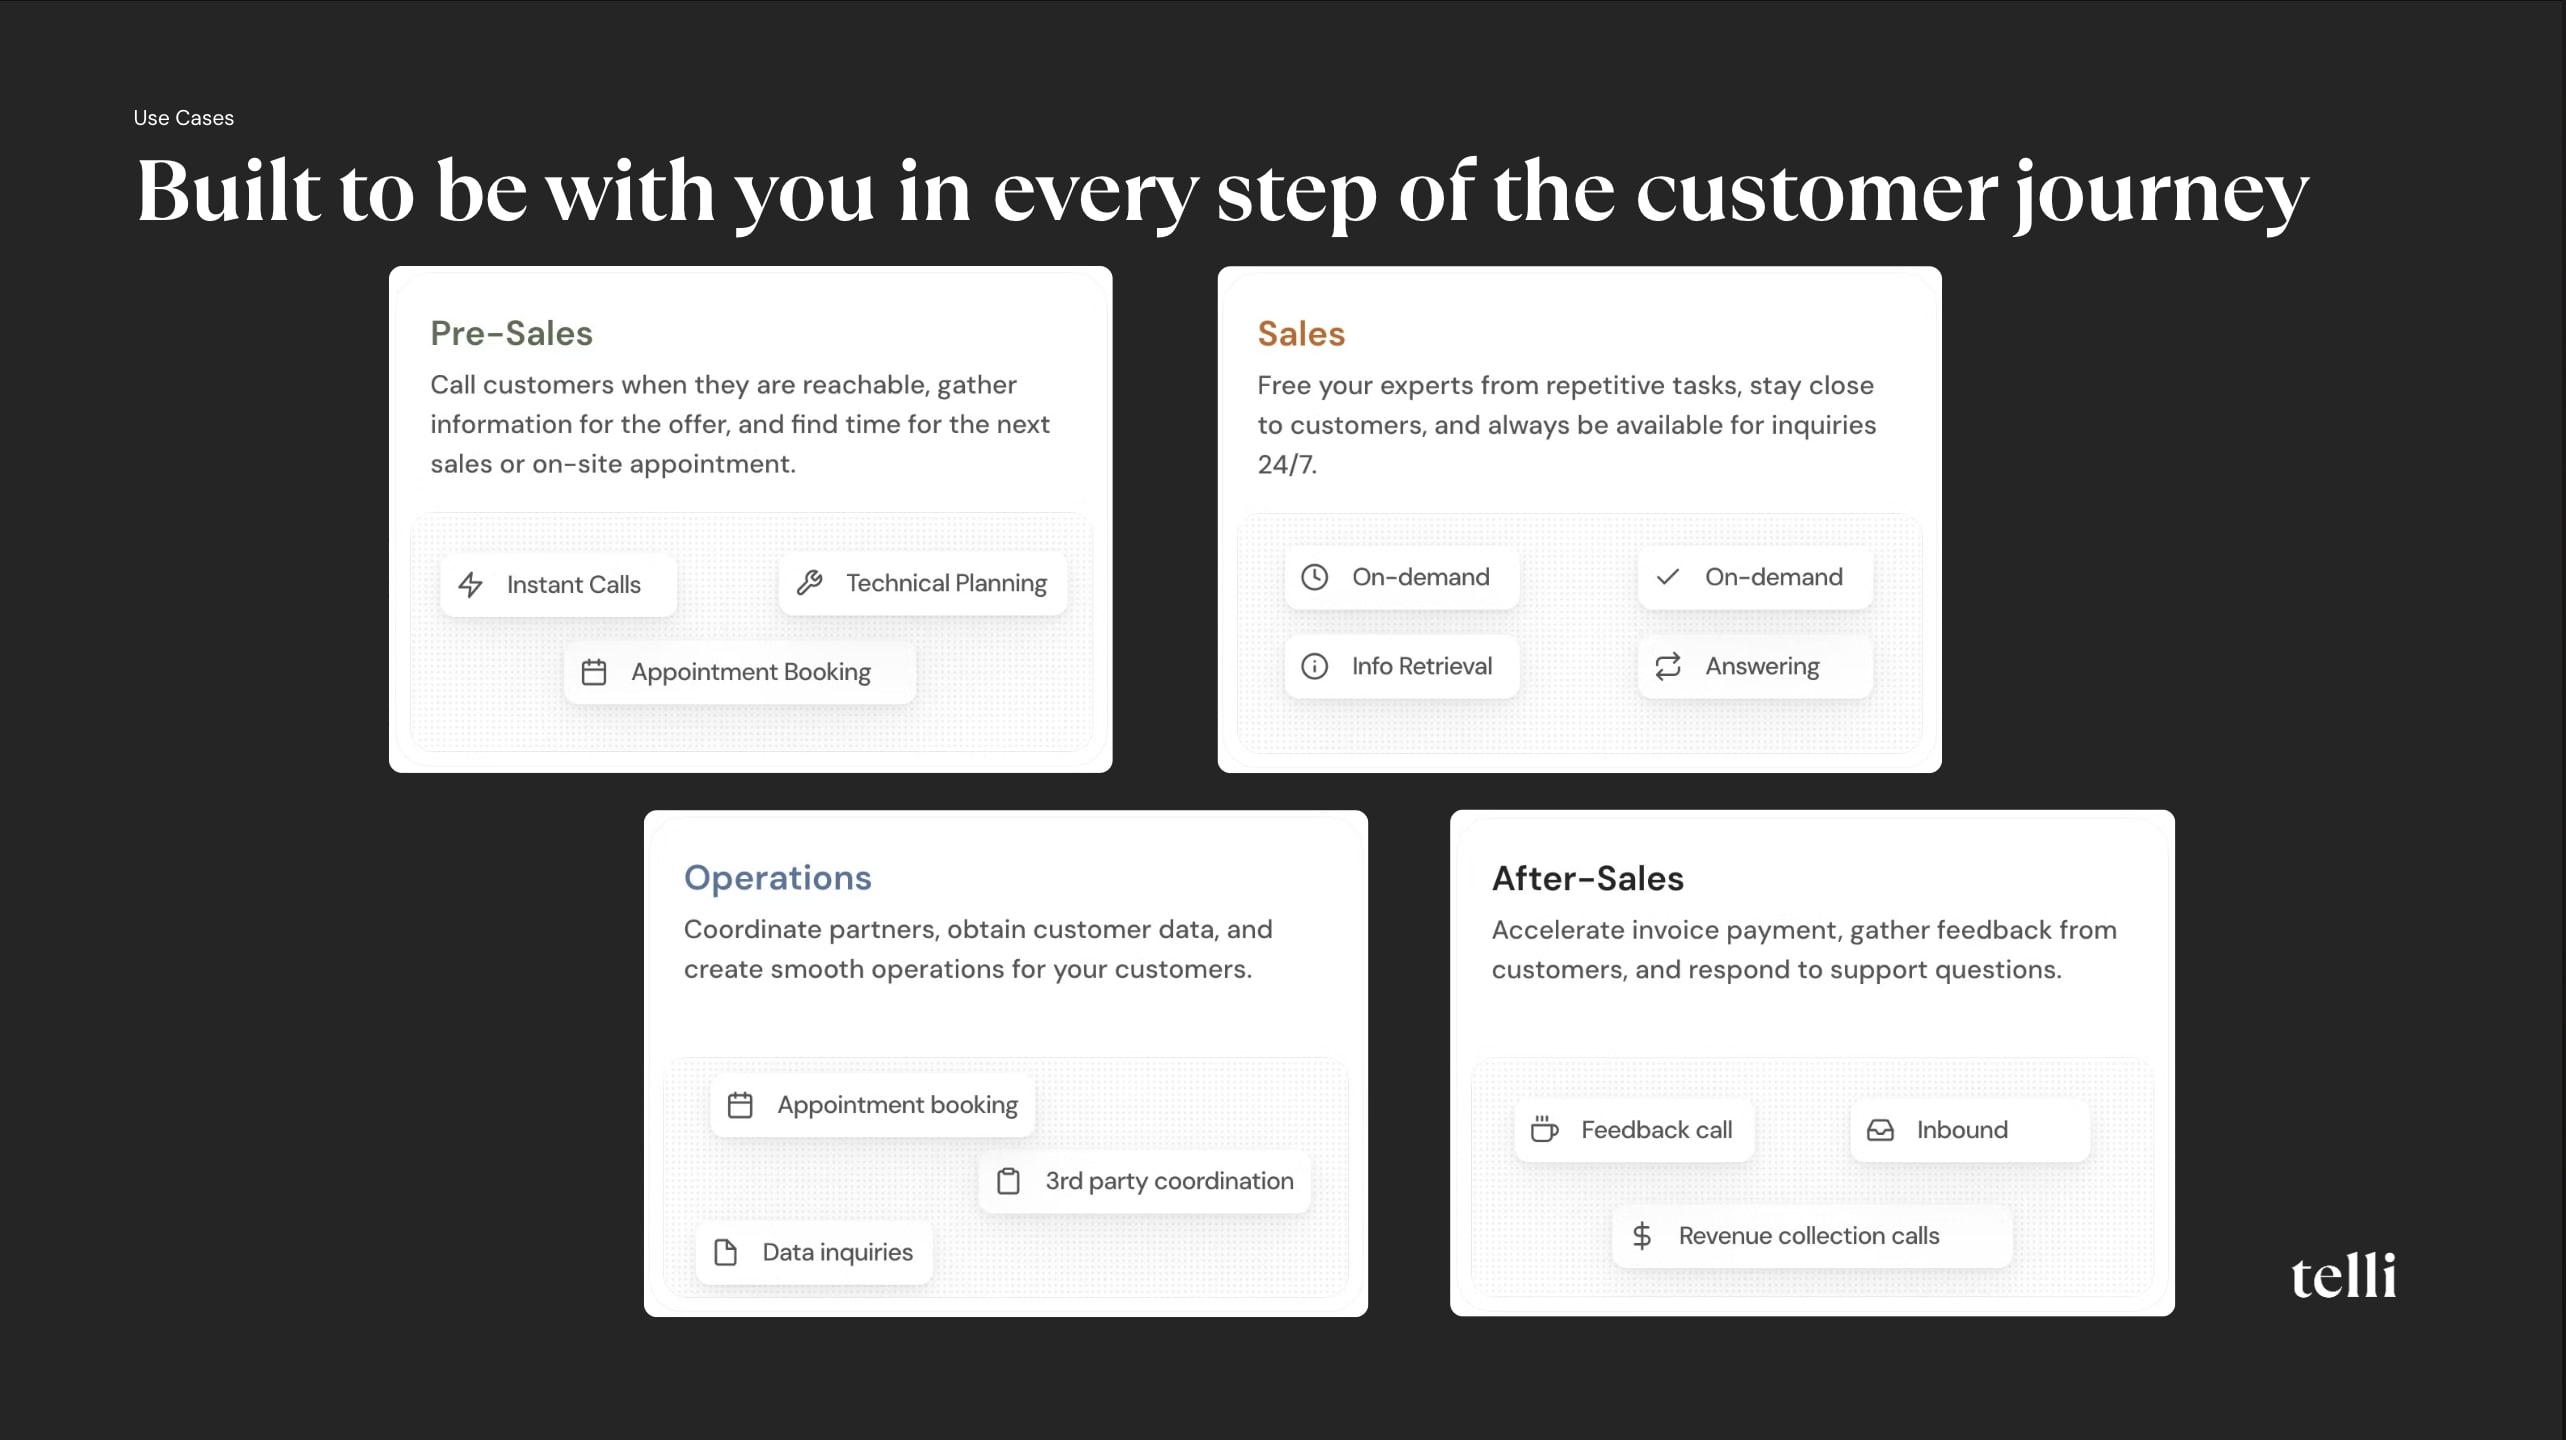 Use Cases
Built to be with you in every step of the customer journey
Pre-Sales
Call customers when they are reachable, gather
information for the offer, and find time for the next
sales or on-site appointment.
Instant Calls
Technical Planning
Appointment Booking
Sales
Free your experts from repetitive tasks, stay close
to customers, and always be available for inquiries
24/7.
On-demand
On-demand
Info Retrieval
Answering
Operations
Coordinate partners, obtain customer data, and
create smooth operations for your customers.
Appointment booking
3rd party coordination
Data inquiries
After-Sales
Accelerate invoice payment, gather feedback from
customers, and respond to support questions.
Feedback call
Inbound
Revenue collection calls
telli